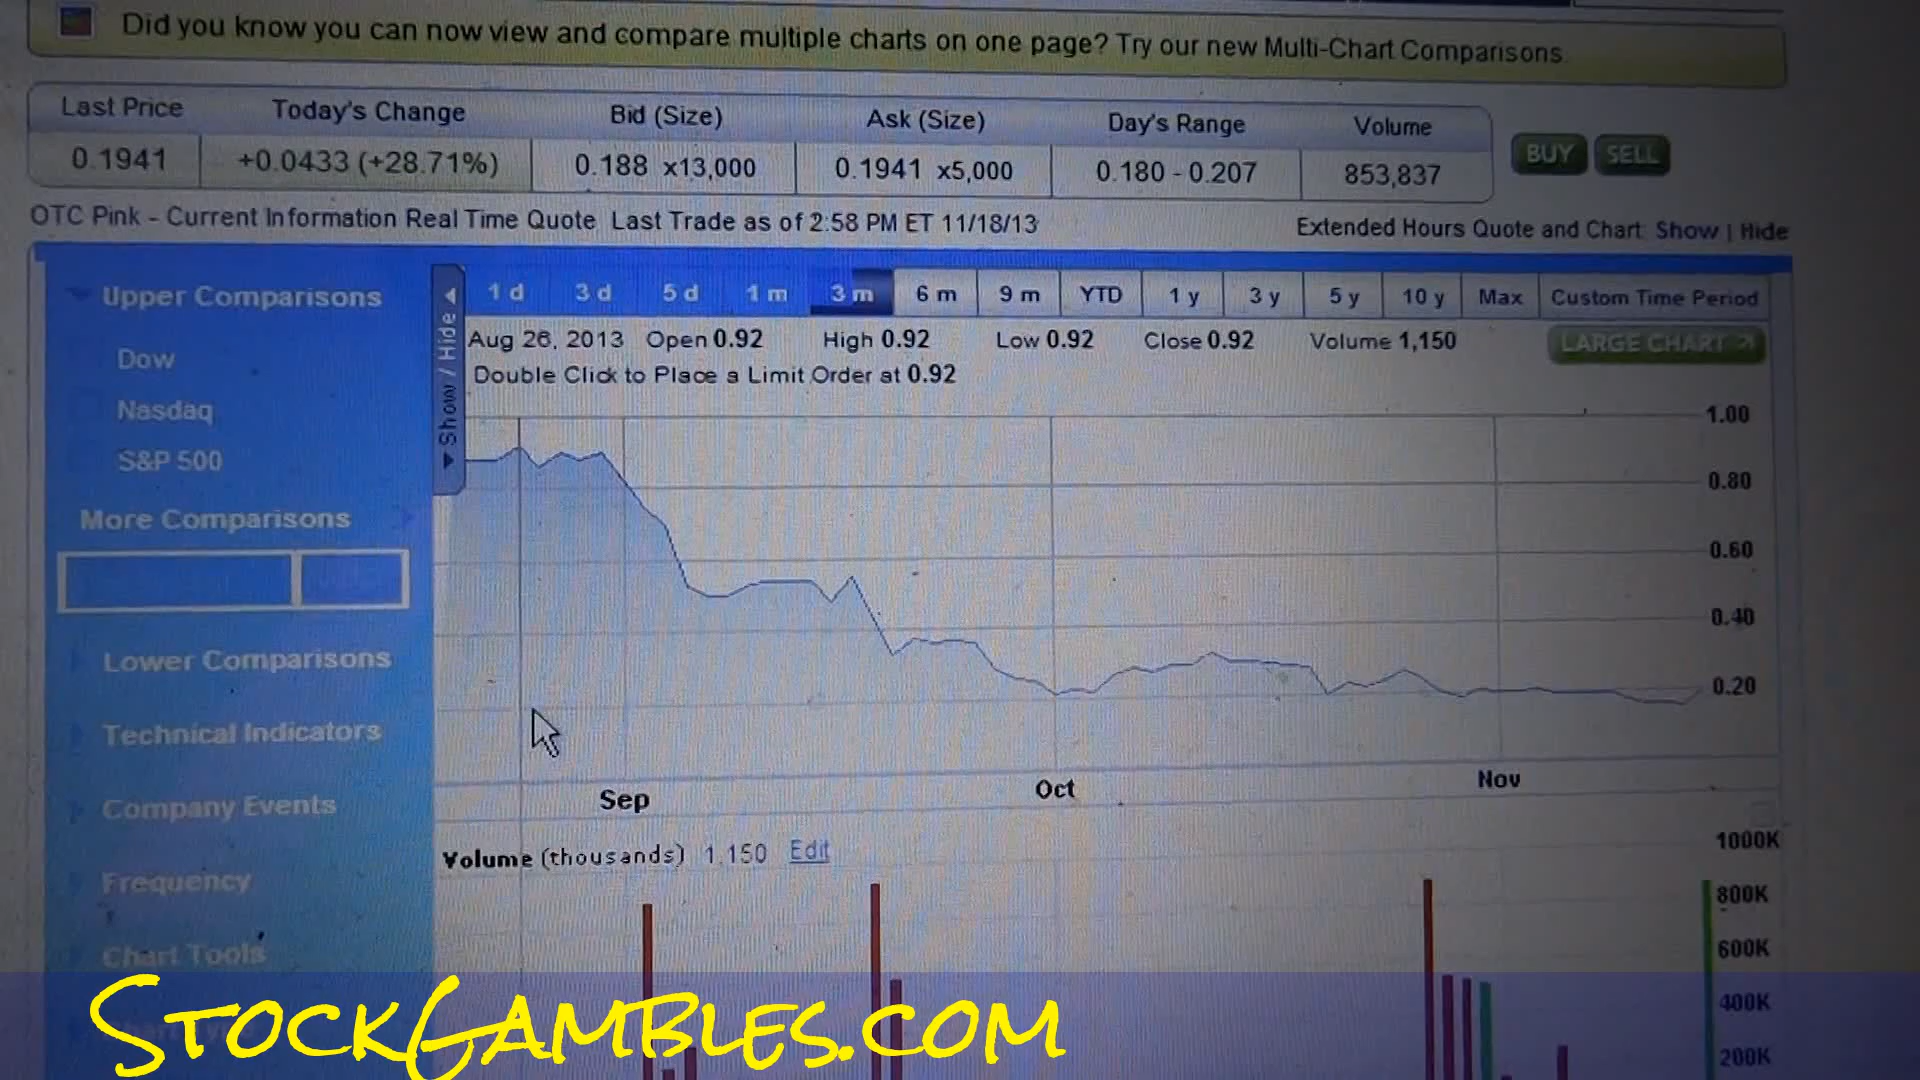 Did you know you can now view and compare multiple charts on one page? Try our new Multi-Chart Comparisons.
Last Price Today's Change Bid (Size) Ask (Size) Day's Range Volume
0.1941 +0.0433 (+28.71%) 0.188 x13,000 0.1941 x5,000 0.180 - 0.207 853,837
BUY SELL
OTC Pink - Current Information Real Time Quote Last Trade as of 2:58 PM ET 11/18/13
Extended Hours Quote and Chart: Show | Hide
Upper Comparisons
Dow
Nasdaq
S&P 500
More Comparisons
Lower Comparisons
Technical Indicators
Company Events
Frequency
Chart Tools
Show / Hide
1 d 3 d 5 d 1 m 3 m 6 m 9 m YTD 1 y 3 y 5 y 10 y Max Custom Time Period
Aug 26, 2013 Open 0.92 High 0.92 Low 0.92 Close 0.92 Volume 1,150
LARGE CHART
Double Click to Place a Limit Order at 0.92
1.00
0.80
0.60
0.40
0.20
Sep Oct Nov
Volume (thousands) 1.150 Edit
1000K
800K
600K
400K
200K
StockGambles.com